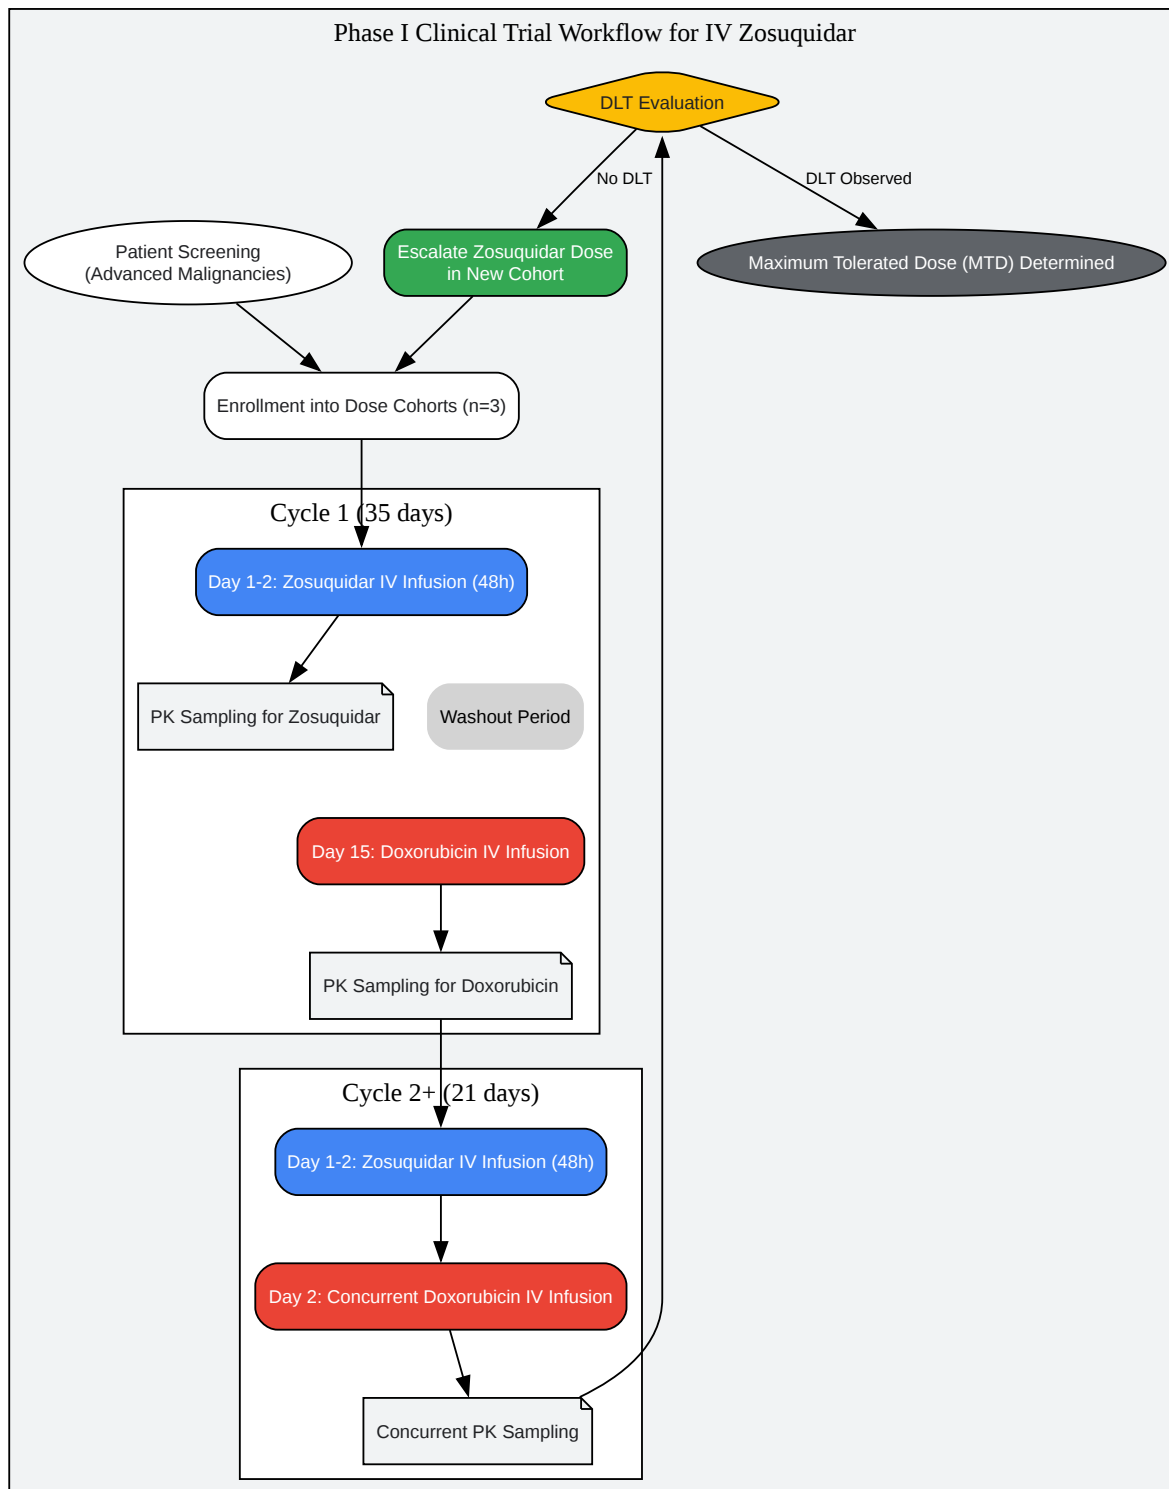 Phase I Clinical Trial Workflow for IV Zosuquidar
DLT Evaluation
No DLT
DLT Observed
Patient Screening
(Advanced Malignancies)
Escalate Zosuquidar Dose
in New Cohort
Maximum Tolerated Dose (MTD) Determined
Enrollment into Dose Cohorts (n=3)
Cycle 1 (35 days)
Day 1-2: Zosuquidar IV Infusion (48h)
PK Sampling for Zosuquidar
Washout Period
Day 15: Doxorubicin IV Infusion
PK Sampling for Doxorubicin
Cycle 2+ (21 days)
Day 1-2: Zosuquidar IV Infusion (48h)
Day 2: Concurrent Doxorubicin IV Infusion
Concurrent PK Sampling